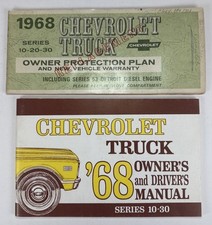 1968 CHEVROLET
TRUCK
SERIES
10-20-30
CHEVROLET
OWNER PROTECTION PLAN
AND NEW VEHICLE WARRANTY
INCLUDING SERIES 53 DETROIT DIESEL ENGINE
CHEVROLET
TRUCK
'68 OWNER'S
and DRIVER'S
MANUAL
SERIES 10-30